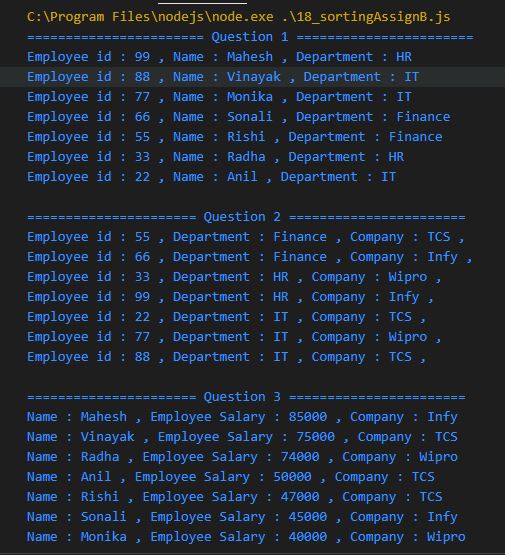 C:\Program Files\nodejs\node.exe .\18_sortingAssignB.js
====================== Question 1 =======================
Employee id : 99 , Name : Mahesh , Department : HR
Employee id : 88 , Name : Vinayak , Department : IT
Employee id : 77 , Name : Monika , Department : IT
Employee id : 66 , Name : Sonali , Department : Finance
Employee id : 55 , Name : Rishi , Department : Finance
Employee id : 33 , Name : Radha , Department : HR
Employee id : 22 , Name : Anil , Department : IT
====================== Question 2 =======================
Employee id : 55 , Department : Finance , Company : TCS ,
Employee id : 66 , Department : Finance , Company : Infy ,
Employee id : 33 , Department : HR , Company : Wipro ,
Employee id : 99 , Department : HR , Company : Infy ,
Employee id : 22 , Department : IT , Company : TCS ,
Employee id : 77 , Department : IT , Company : Wipro ,
Employee id : 88 , Department : IT , Company : TCS ,
====================== Question 3 =======================
Name : Mahesh , Employee Salary : 85000 , Company : Infy
Name : Vinayak , Employee Salary : 75000 , Company : TCS
Name : Radha , Employee Salary : 74000 , Company : Wipro
Name : Anil , Employee Salary : 50000 , Company : TCS
Name : Rishi , Employee Salary : 47000 , Company : TCS
Name : Sonali , Employee Salary : 45000 , Company : Infy
Name : Monika , Employee Salary : 40000 , Company : Wipro